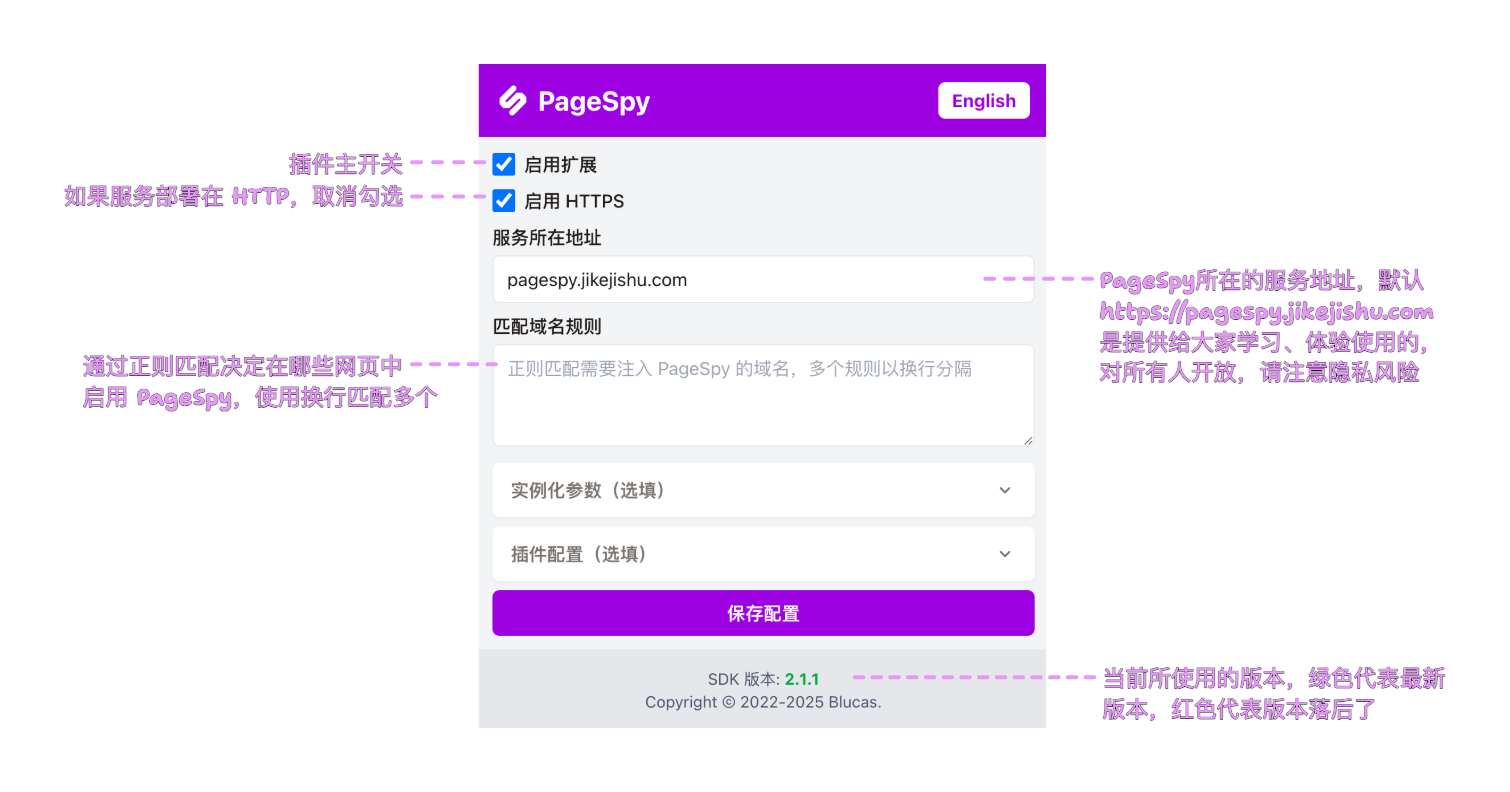 PageSpy
English
插件主开关
启用扩展
如果服务部署在 HTTP，取消勾选
启用 HTTPS
服务所在地址
pagespy.jikejishu.com
PageSpy所在的服务地址，默认
https://pagespy.jikejishu.com
是提供给大家学习、体验使用的，
对所有人开放，请注意隐私风险
匹配域名规则
通过正则匹配决定在哪些网页中
启用 PageSpy，使用换行匹配多个
正则匹配需要注入 PageSpy 的域名，多个规则以换行分隔
实例化参数（选填）
插件配置（选填）
保存配置
SDK 版本: 2.1.1
Copyright © 2022-2025 Blucas.
当前所使用的版本，绿色代表最新
版本，红色代表版本落后了